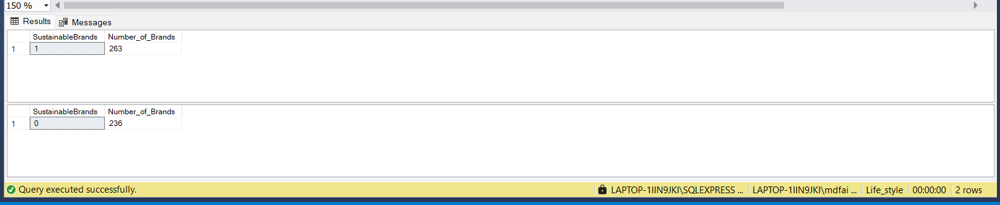 150 %
Results Messages
SustainableBrands Number_of_Brands
1 1 263
SustainableBrands Number_of_Brands
1 0 236
Query executed successfully. LAPTOP-1IIN9JKI\SQLEXPRESS ... LAPTOP-1IIN9JKI\mdfai ... Life_style 00:00:00 2 rows